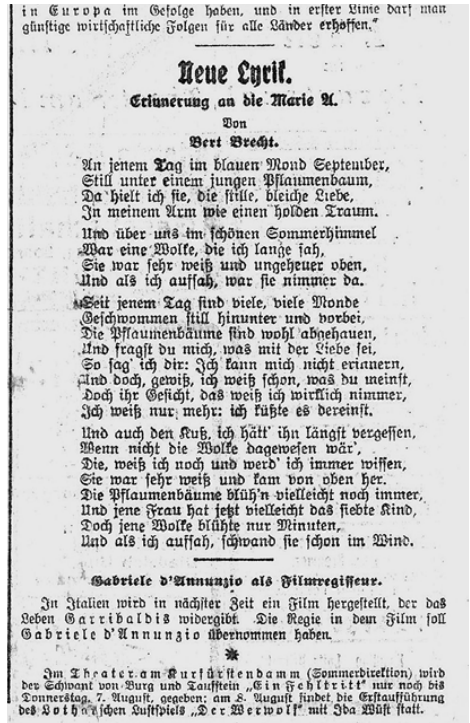 in Europa im Gefolge haben, und in erster Linie darf man
günstige wirtschaftliche Folgen für alle Länder erhoffen."
Neue Lyrik.
Erinnerung an die Marie A.
Von
Bert Brecht.
An jenem Tag im blauen Mond September,
Still unter einem jungen Pflaumenbaum,
Da hielt ich sie, die stille, bleiche Liebe,
In meinem Arm wie einen holden Traum.
Und über uns im schönen Sommerhimmel
War eine Wolke, die ich lange sah,
Sie war sehr weiß und ungeheuer oben,
Und als ich aufsah, war sie nimmer da.
Seit jenem Tag sind viele, viele Monde
Geschwommen still hinunter und vorbei,
Die Pflaumenbäume sind wohl abgehauen,
Und fragst du mich, was mit der Liebe sei,
So sag' ich dir: Ich kann mich nicht erinnern,
Und doch, gewiß, ich weiß schon, was du meinst,
Doch ihr Gesicht, das weiß ich wirklich nimmer,
Ich weiß nur mehr: ich küßte es dereinst.
Und auch den Kuß, ich hätt' ihn längst vergessen,
Wenn nicht die Wolke dagewesen wär',
Die, weiß ich noch und werd' ich immer wissen,
Sie war sehr weiß und kam von oben her.
Die Pflaumenbäume blüh'n vielleicht noch immer,
Und jene Frau hat jetzt vielleicht das siebte Kind,
Doch jene Wolke blühte nur Minuten,
Und als ich aufsah, schwand sie schon im Wind.
Gabriele d'Annunzio als Filmregisseur.
In Italien wird in nächster Zeit ein Film hergestellt, der das
Leben Garribaldis widergibt. Die Regie in dem Film soll
Gabriele d'Annunzio übernommen haben.
*
Im Theater am Kurfürstendamm (Sommerdirektion) wird
der Schwank von Burg und Taufstein „Ein Fehltritt" nur noch bis
Donnerstag, 7. August, gegeben; am 8. August findet die Erstaufführung
des Lotharschen Lustspiels „Der Werwolf" mit Ida Wüst statt.